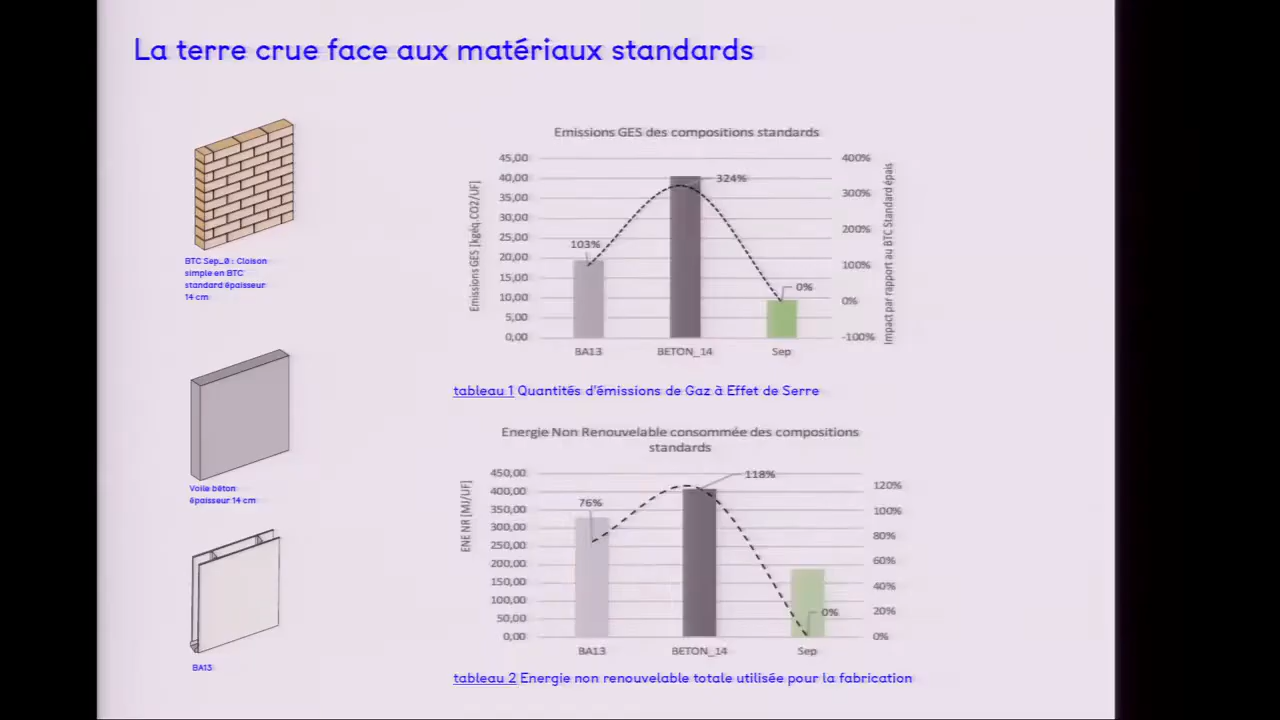 La terre crue face aux matériaux standards
BTC Sep_0 : Cloison
simple en BTC
standard épaisseur
14 cm
Voile béton
épaisseur 14 cm
BA13
Emissions GES des compositions standards
Emissions GES [kgéq.CO2/UF]
45,00
40,00
35,00
30,00
25,00
20,00
15,00
10,00
5,00
0,00
103%
324%
0%
400%
300%
200%
100%
0%
-100%
Impact par rapport au BTC Standard épais
BA13 BETON_14 Sep
tableau 1 Quantités d'émissions de Gaz à Effet de Serre
Energie Non Renouvelable consommée des compositions
standards
ENE NR [MJ/UF]
450,00
400,00
350,00
300,00
250,00
200,00
150,00
100,00
50,00
0,00
76%
118%
0%
120%
100%
80%
60%
40%
20%
0%
BA13 BETON_14 Sep
tableau 2 Energie non renouvelable totale utilisée pour la fabrication